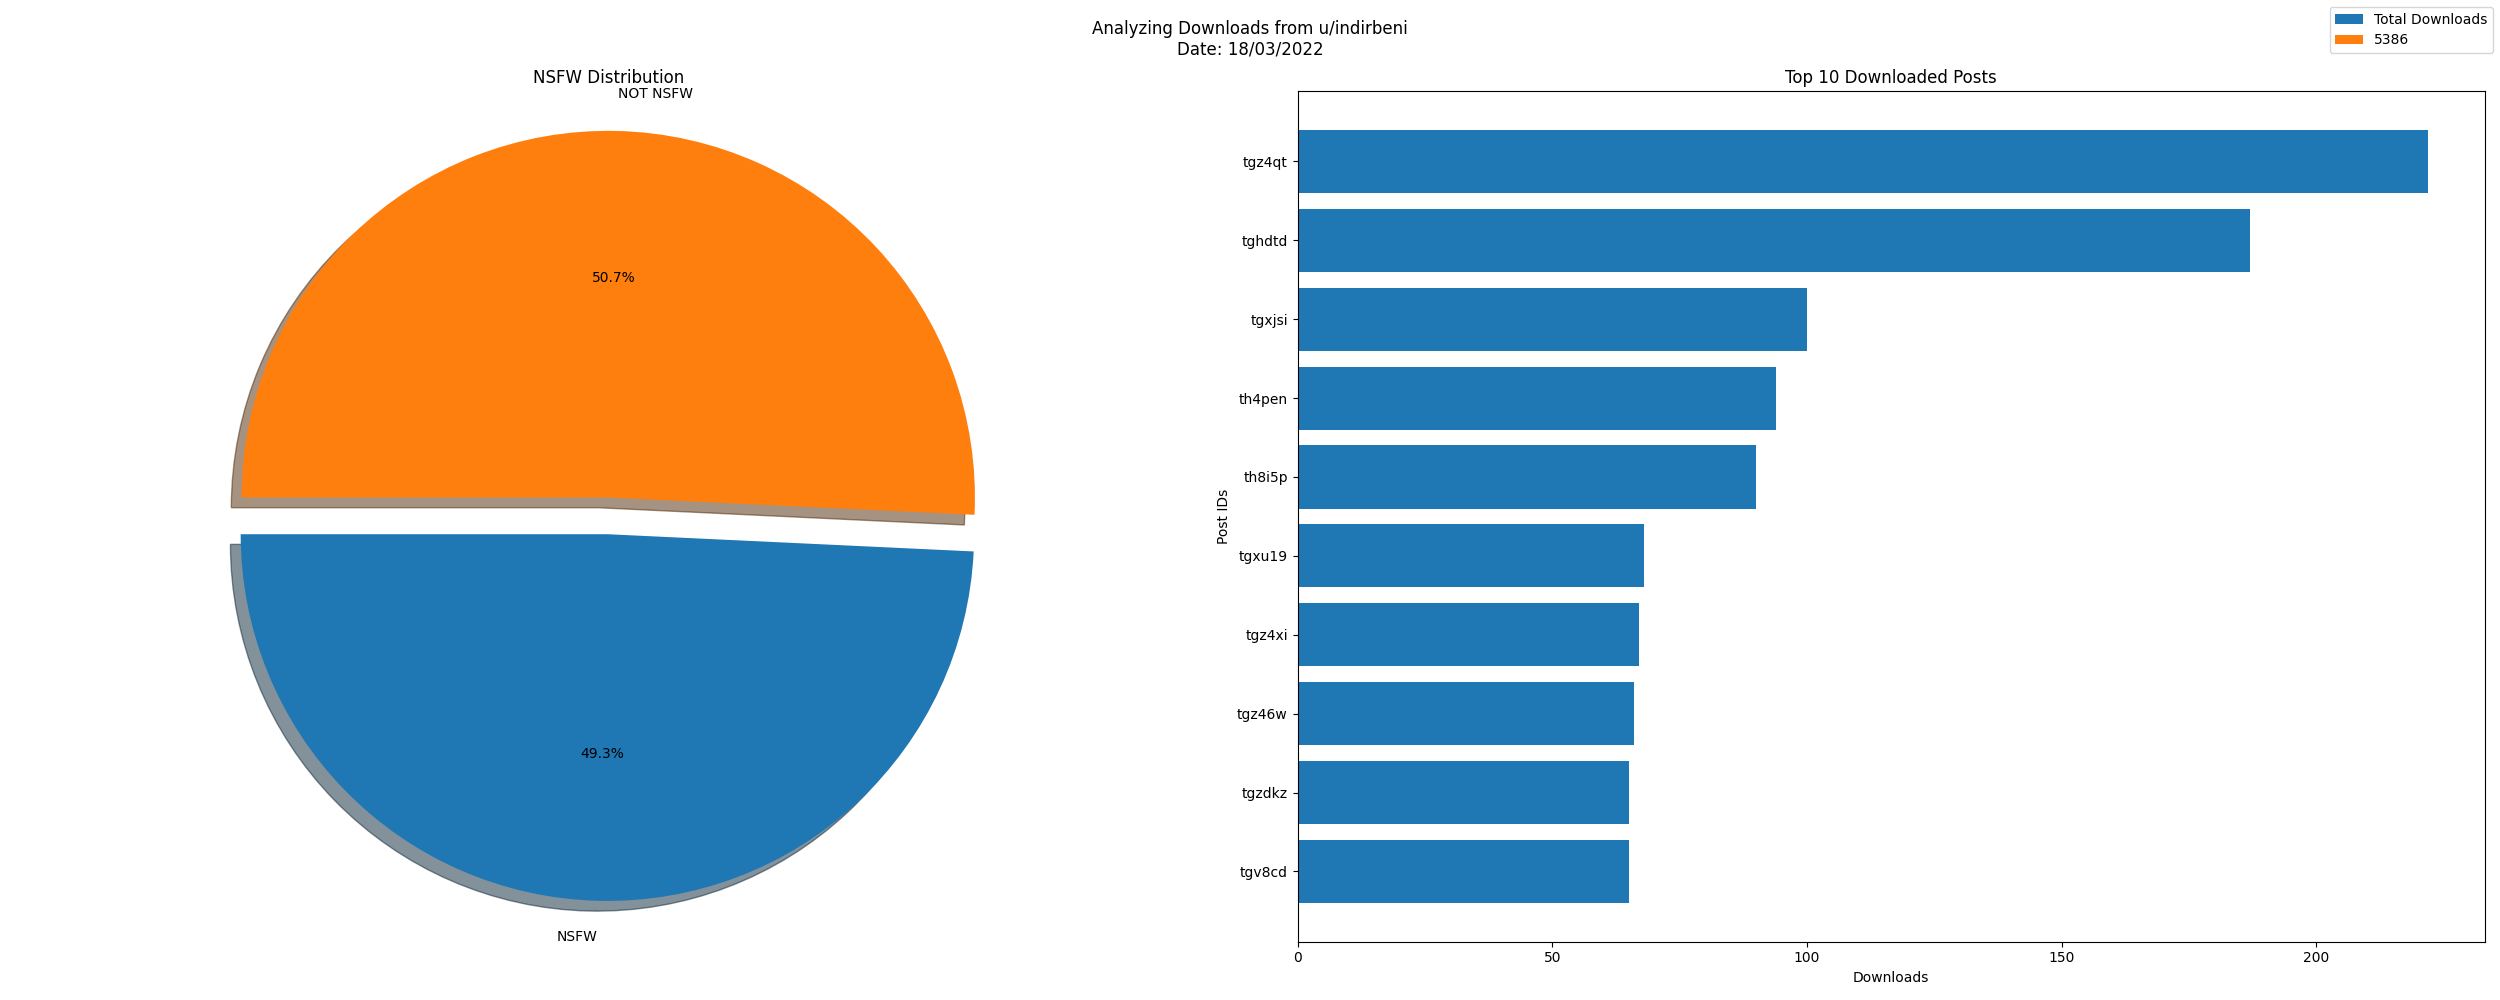 Analyzing Downloads from u/indirbeni
Date: 18/03/2022
Total Downloads
5386
NSFW Distribution
NOT NSFW
50.7%
49.3%
NSFW
Top 10 Downloaded Posts
Post IDs
tgz4qt
tghdtd
tgxjsi
th4pen
th8i5p
tgxu19
tgz4xi
tgz46w
tgzdkz
tgv8cd
0 50 100 150 200
Downloads